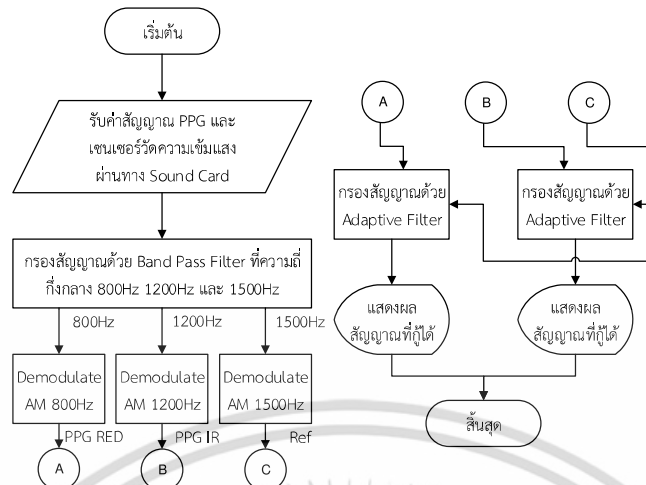 เริ่มต้น
รับค่าสัญญาณ PPG และ
เซนเซอร์วัดความเข้มแสง
ผ่านทาง Sound Card
กรองสัญญาณด้วย Band Pass Filter ที่ความถี่
กึ่งกลาง 800Hz 1200Hz และ 1500Hz
800Hz
1200Hz
1500Hz
Demodulate
AM 800Hz
Demodulate
AM 1200Hz
Demodulate
AM 1500Hz
PPG RED
PPG IR
Ref
A
B
C
A
B
C
กรองสัญญาณด้วย
Adaptive Filter
กรองสัญญาณด้วย
Adaptive Filter
แสดงผล
สัญญาณที่กู้ได้
แสดงผล
สัญญาณที่กู้ได้
สิ้นสุด